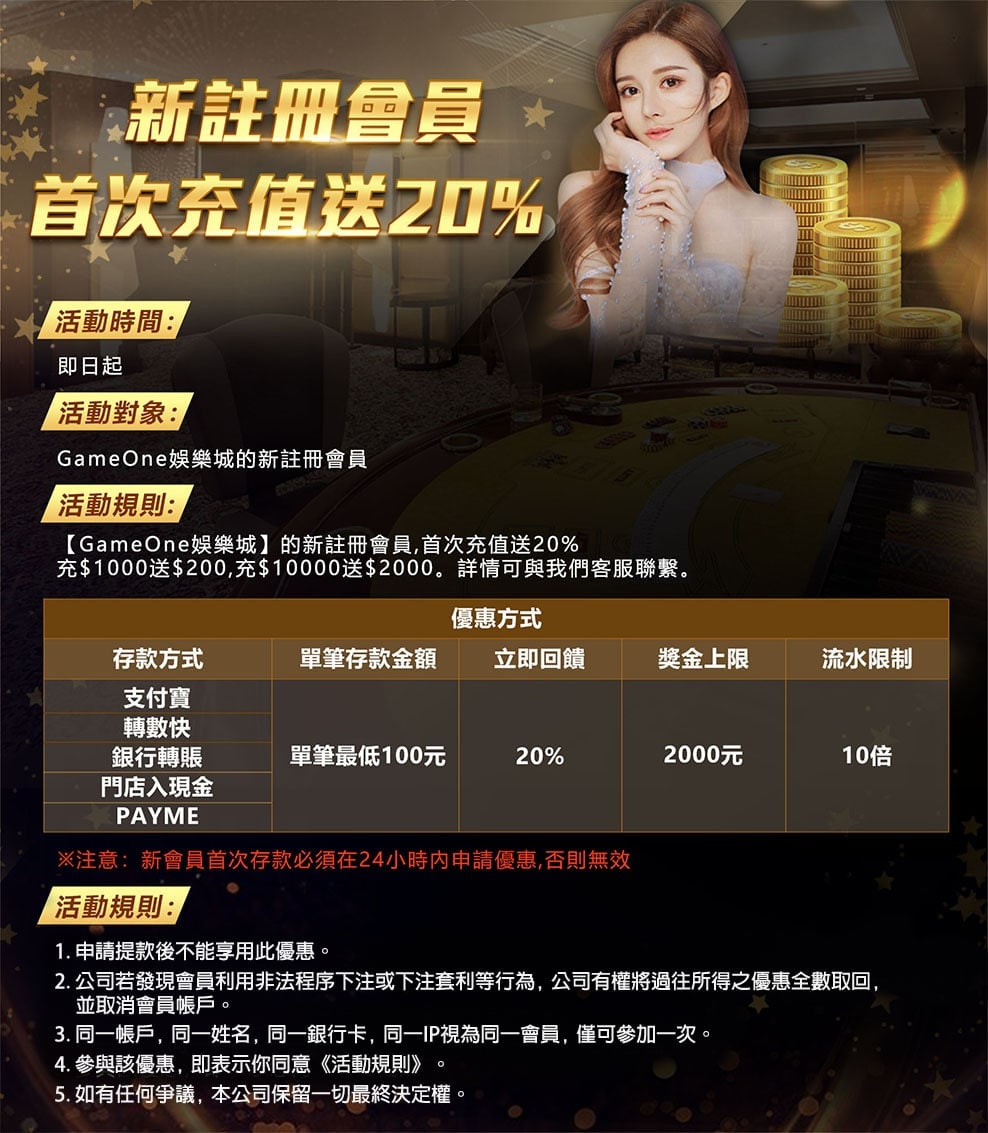 新註冊會員
首次充值送20%
活動時間:
即日起
活動對象:
GameOne娛樂城的新註冊會員
活動規則:
【GameOne娛樂城】的新註冊會員,首次充值送20%
充$1000送$200,充$10000送$2000。詳情可與我們客服聯繫。
優惠方式
存款方式 單筆存款金額 立即回饋 獎金上限 流水限制
支付寶
轉數快
銀行轉賬 單筆最低100元 20% 2000元 10倍
門店入現金
PAYME
※注意：新會員首次存款必須在24小時內申請優惠,否則無效
活動規則:
1. 申請提款後不能享用此優惠。
2. 公司若發現會員利用非法程序下注或下注套利等行為，公司有權將過往所得之優惠全數取回，
並取消會員帳戶。
3. 同一帳戶，同一姓名，同一銀行卡，同一IP視為同一會員，僅可參加一次。
4. 參與該優惠，即表示你同意《活動規則》。
5. 如有任何爭議，本公司保留一切最終決定權。